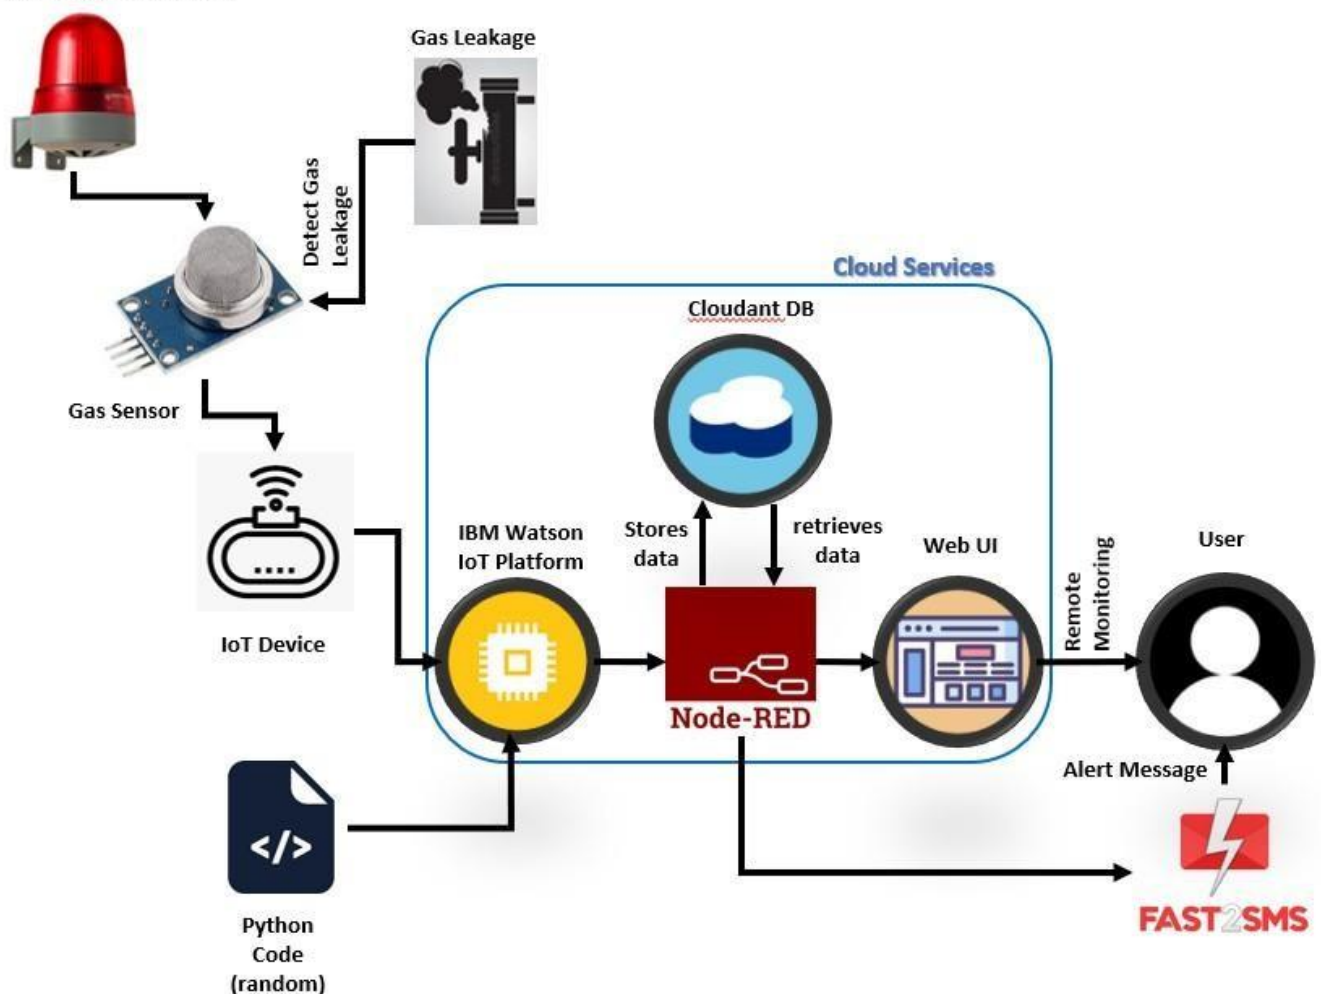 Gas Leakage
Detect Gas
Leakage
Cloud Services
Cloudant DB
Gas Sensor
Stores
data
retrieves
data
IBM Watson
IoT Platform
Web UI
Remote
Monitoring
User
IoT Device
Node-RED
Alert Message
</>
FAST2SMS
Python
Code
(random)